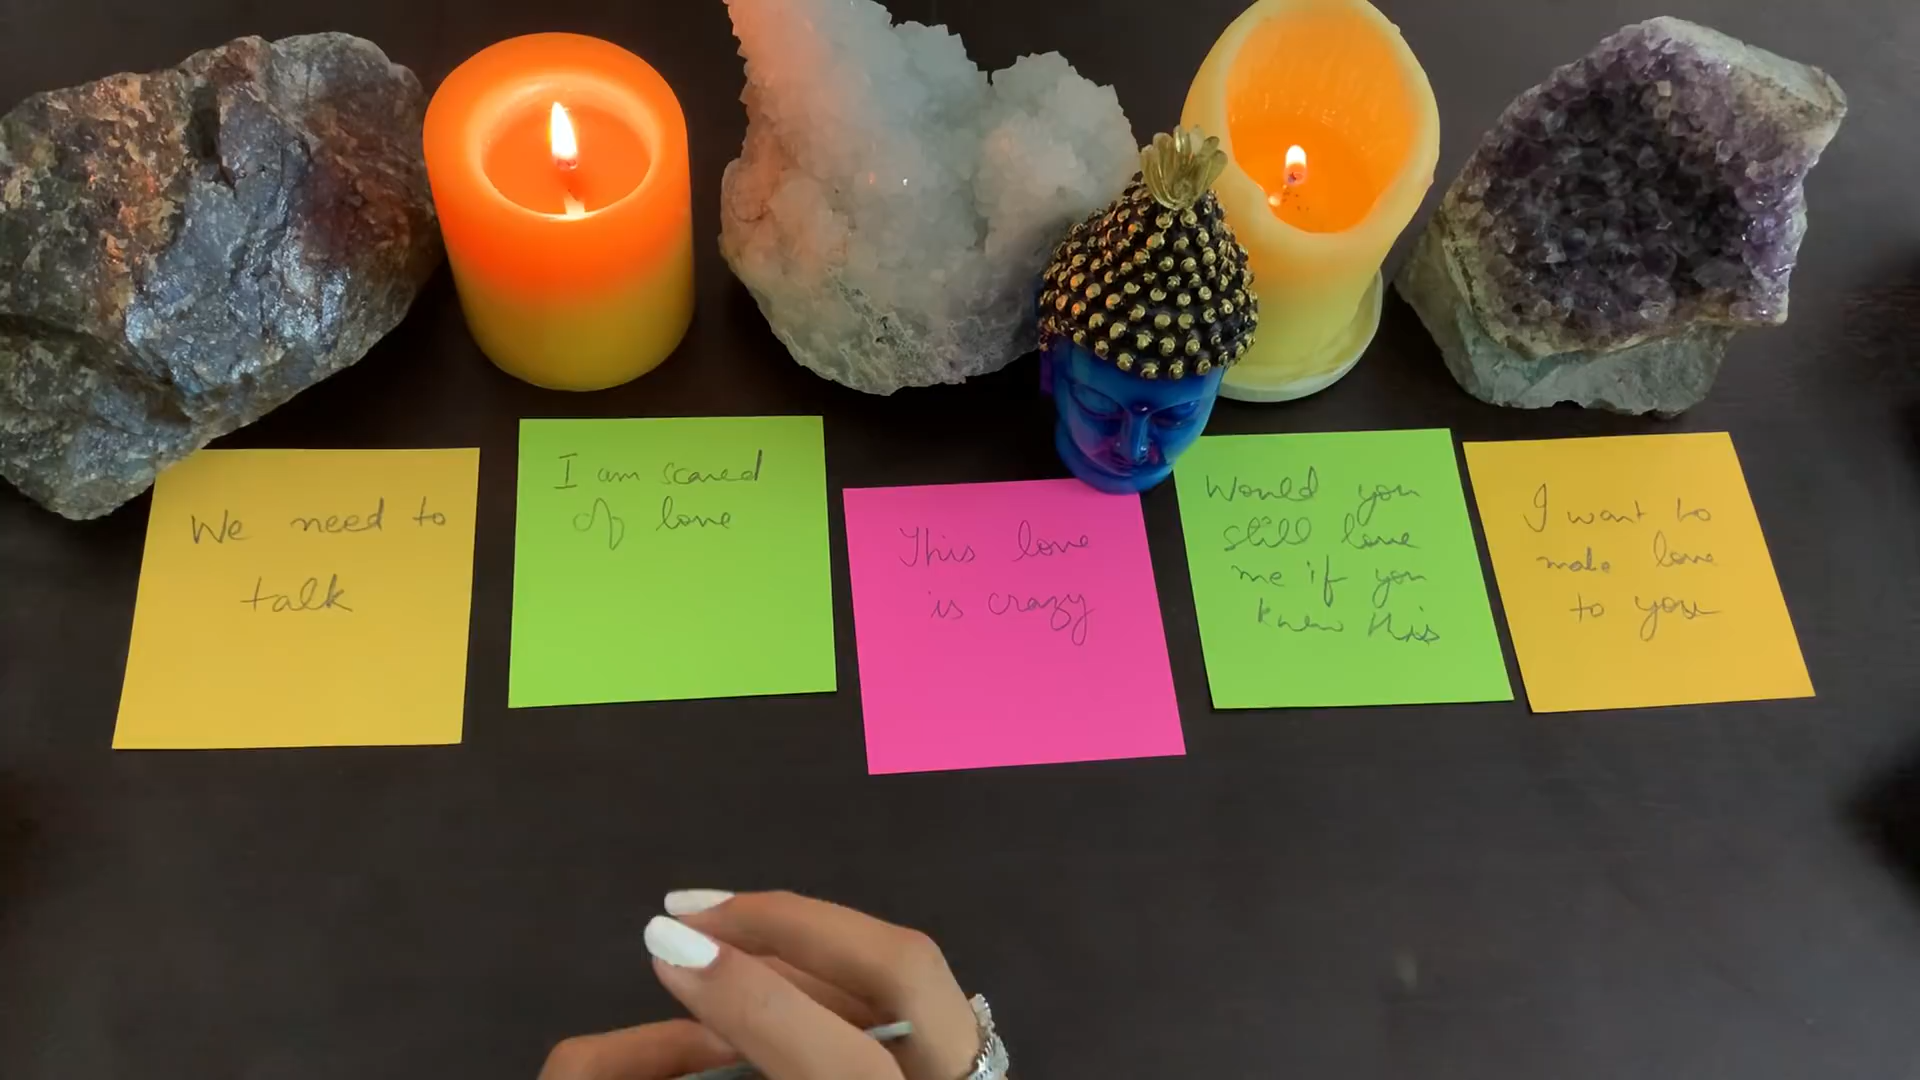 We need to
talk
I am scared
of love
This love
is crazy
Would you
still love
me if you
knew this
I want to
make love
to you